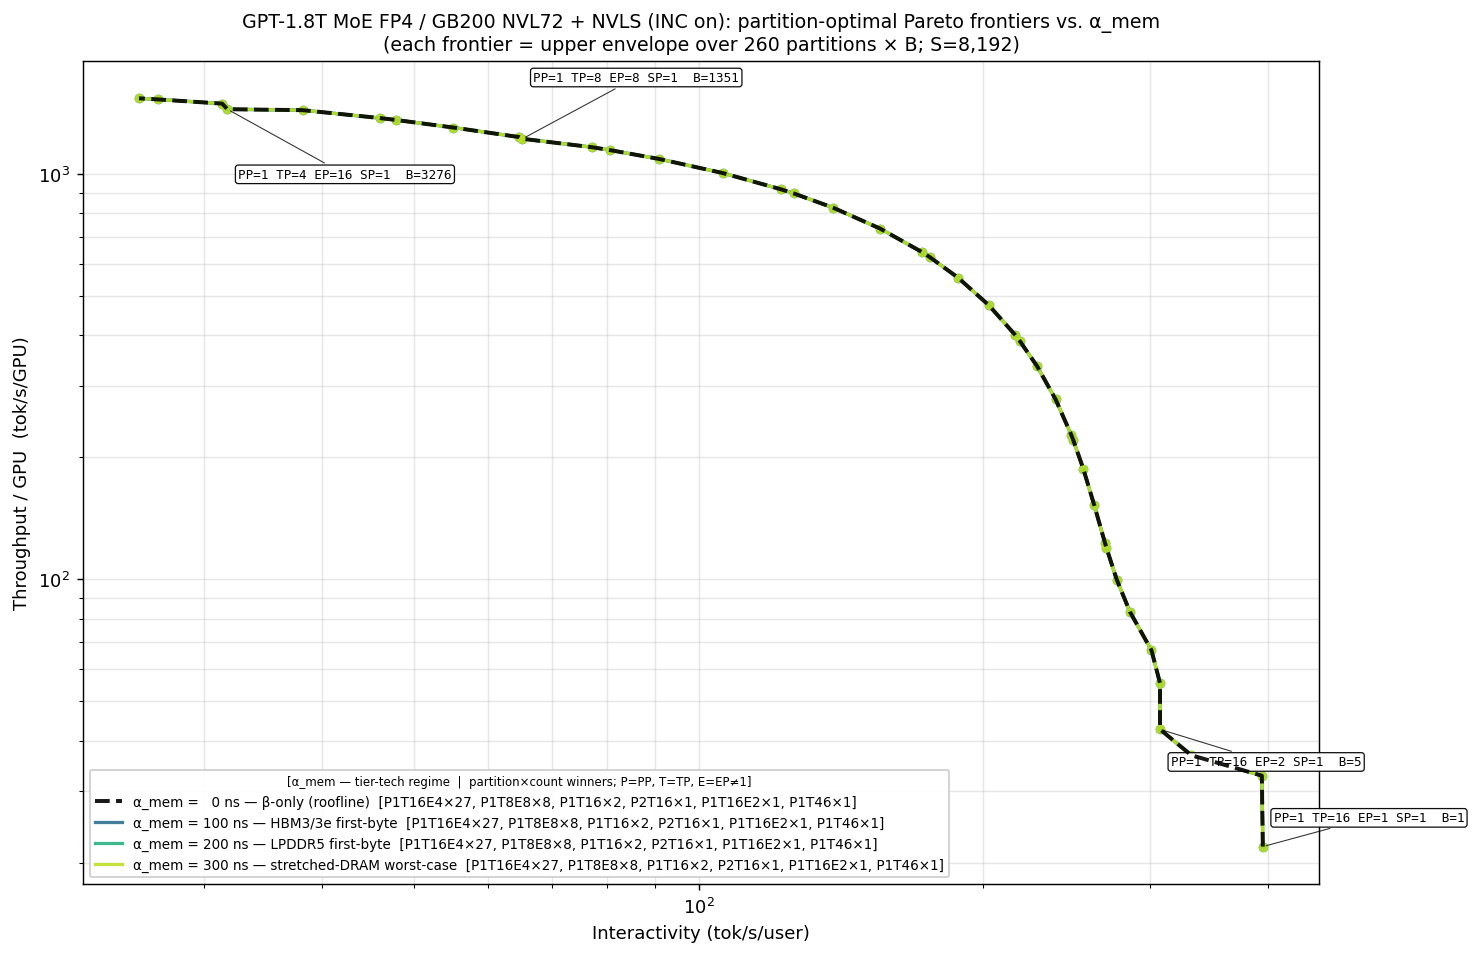 GPT-1.8T MoE FP4 / GB200 NVL72 + NVLS (INC on): partition-optimal Pareto frontiers vs. α_mem
(each frontier = upper envelope over 260 partitions × B; S=8,192)
PP=1 TP=8 EP=8 SP=1  B=1351
PP=1 TP=4 EP=16 SP=1  B=3276
PP=1 TP=16 EP=2 SP=1  B=5
PP=1 TP=16 EP=1 SP=1  B=1
10³
10²
Throughput / GPU  (tok/s/GPU)
[α_mem — tier-tech regime  |  partition×count winners; P=PP, T=TP, E=EP≠1]
α_mem =   0 ns — β-only (roofline)  [P1T16E4×27, P1T8E8×8, P1T16×2, P2T16×1, P1T16E2×1, P1T46×1]
α_mem = 100 ns — HBM3/3e first-byte  [P1T16E4×27, P1T8E8×8, P1T16×2, P2T16×1, P1T16E2×1, P1T46×1]
α_mem = 200 ns — LPDDR5 first-byte  [P1T16E4×27, P1T8E8×8, P1T16×2, P2T16×1, P1T16E2×1, P1T46×1]
α_mem = 300 ns — stretched-DRAM worst-case  [P1T16E4×27, P1T8E8×8, P1T16×2, P2T16×1, P1T16E2×1, P1T46×1]
10²
Interactivity (tok/s/user)